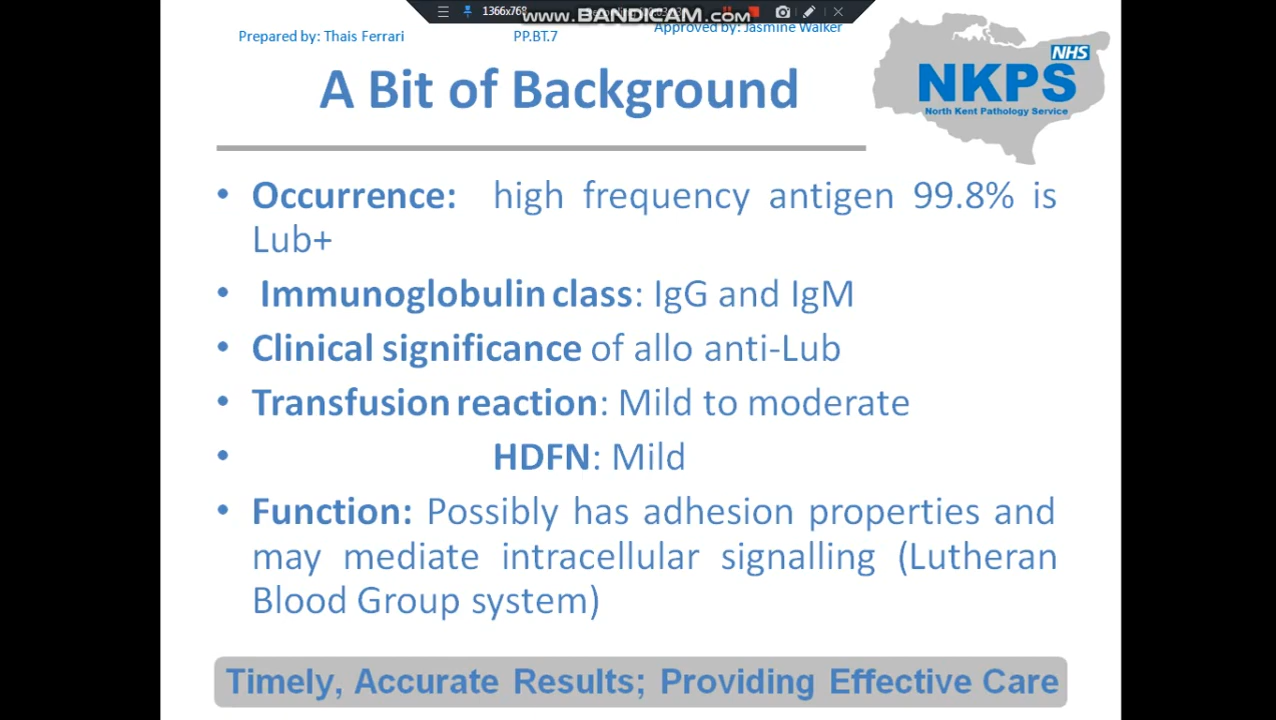 1366x768
www.BANDICAM.com
Prepared by: Thais Ferrari
PP.BT.7
Approved by: Jasmine Walker
NHS
NKPS
North Kent Pathology Service
A Bit of Background
• Occurrence: high frequency antigen 99.8% is
Lub+
• Immunoglobulin class: IgG and IgM
• Clinical significance of allo anti-Lub
• Transfusion reaction: Mild to moderate
• HDFN: Mild
• Function: Possibly has adhesion properties and
may mediate intracellular signalling (Lutheran
Blood Group system)
Timely, Accurate Results; Providing Effective Care